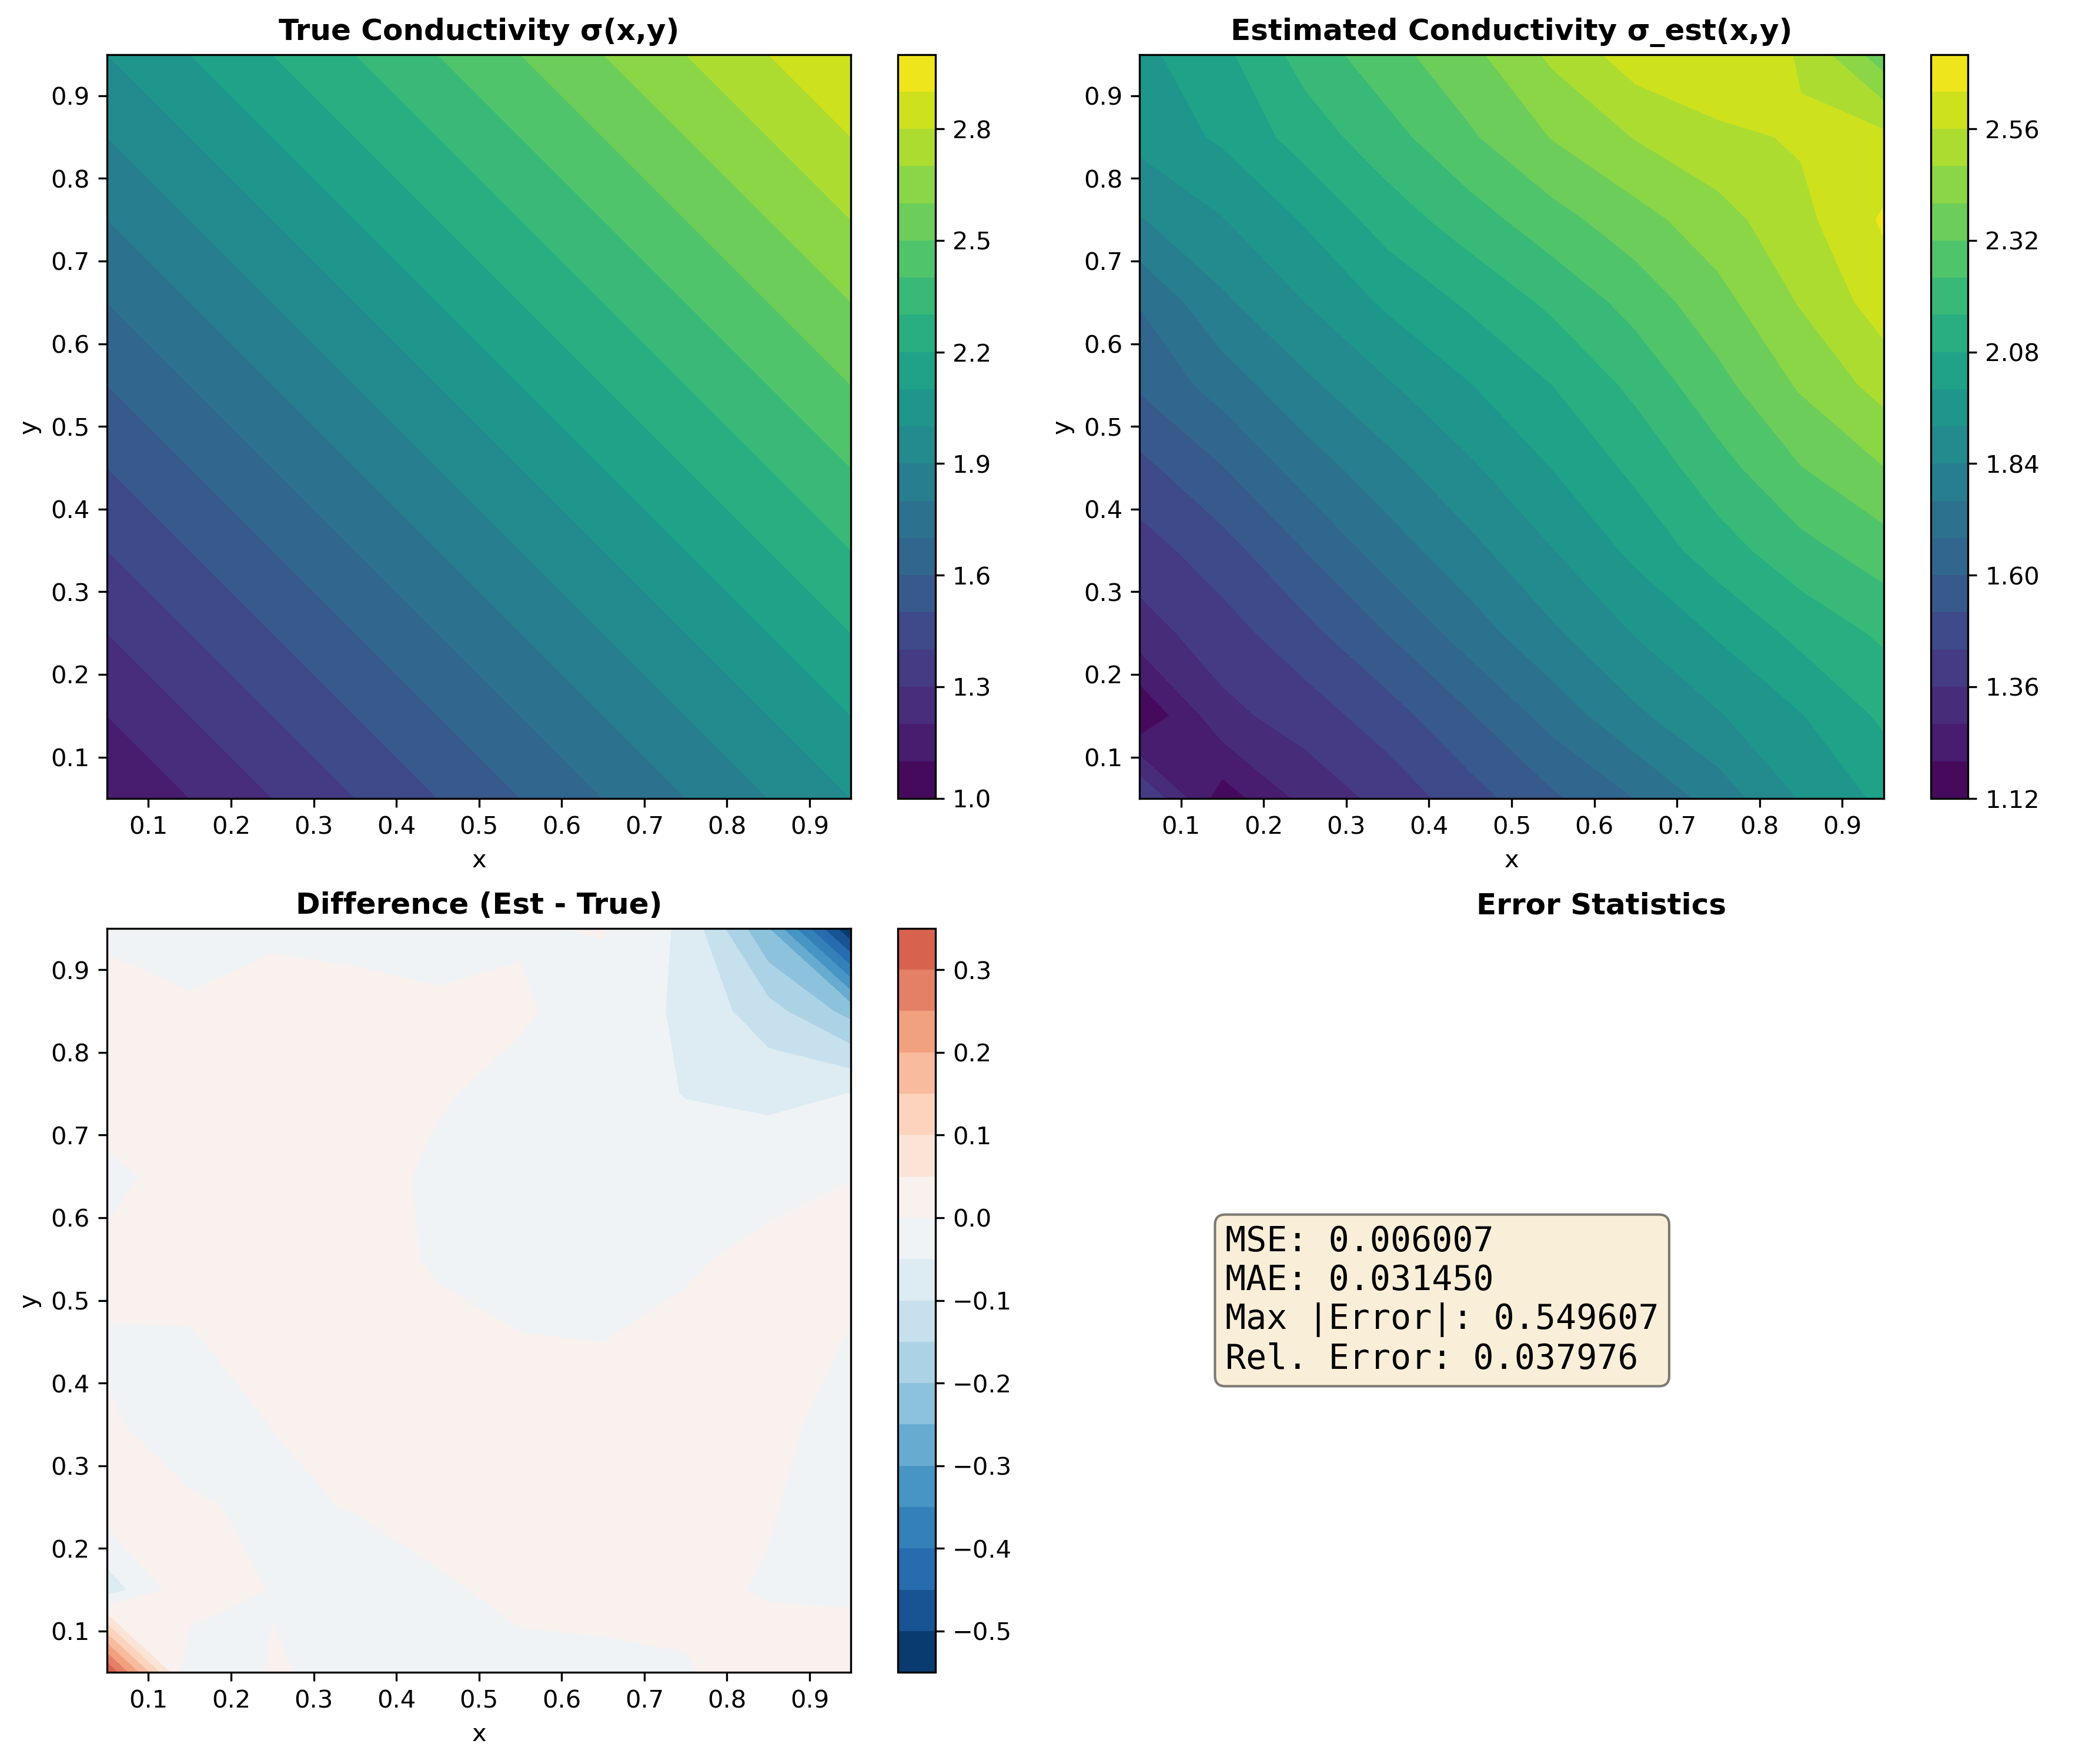 True Conductivity σ(x,y)
0.9
0.8
0.7
0.6
0.5
0.4
0.3
0.2
0.1
y
0.1 0.2 0.3 0.4 0.5 0.6 0.7 0.8 0.9
x
2.8
2.5
2.2
1.9
1.6
1.3
1.0
Estimated Conductivity σ_est(x,y)
0.9
0.8
0.7
0.6
0.5
0.4
0.3
0.2
0.1
y
0.1 0.2 0.3 0.4 0.5 0.6 0.7 0.8 0.9
x
2.56
2.32
2.08
1.84
1.60
1.36
1.12
Difference (Est - True)
0.9
0.8
0.7
0.6
0.5
0.4
0.3
0.2
0.1
y
0.1 0.2 0.3 0.4 0.5 0.6 0.7 0.8 0.9
x
0.3
0.2
0.1
0.0
−0.1
−0.2
−0.3
−0.4
−0.5
Error Statistics
MSE: 0.006007
MAE: 0.031450
Max |Error|: 0.549607
Rel. Error: 0.037976